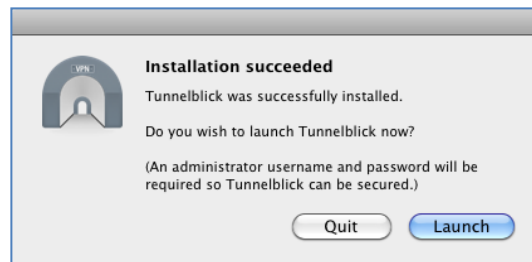 VPN
Installation succeeded
Tunnelblick was successfully installed.
Do you wish to launch Tunnelblick now?
(An administrator username and password will be
required so Tunnelblick can be secured.)
Quit
Launch